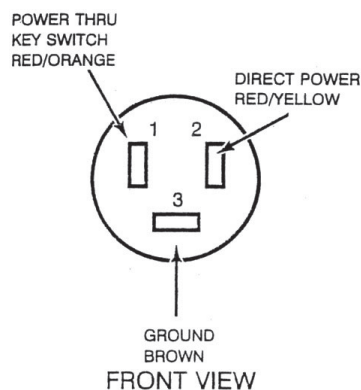 POWER THRU
KEY SWITCH
RED/ORANGE
DIRECT POWER
RED/YELLOW
1 2
3
GROUND
BROWN
FRONT VIEW